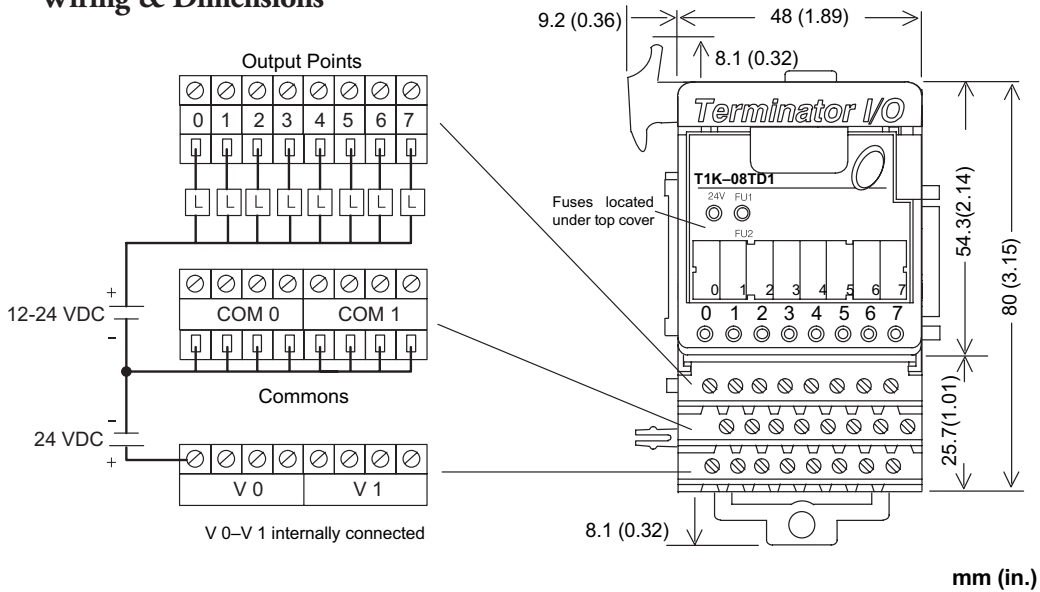 Wiring & Dimensions
9.2 (0.36)
48 (1.89)
8.1 (0.32)
Output Points
0 1 2 3 4 5 6 7
L L L L L L L L
12-24 VDC
+
-
COM 0
COM 1
Commons
24 VDC
-
+
V 0
V 1
V 0–V 1 internally connected
Terminator I/O
T1K–08TD1
24V FU1
FU2
Fuses located
under top cover
0 1 2 3 4 5 6 7
0 1 2 3 4 5 6 7
54.3(2.14)
80 (3.15)
25.7(1.01)
8.1 (0.32)
mm (in.)